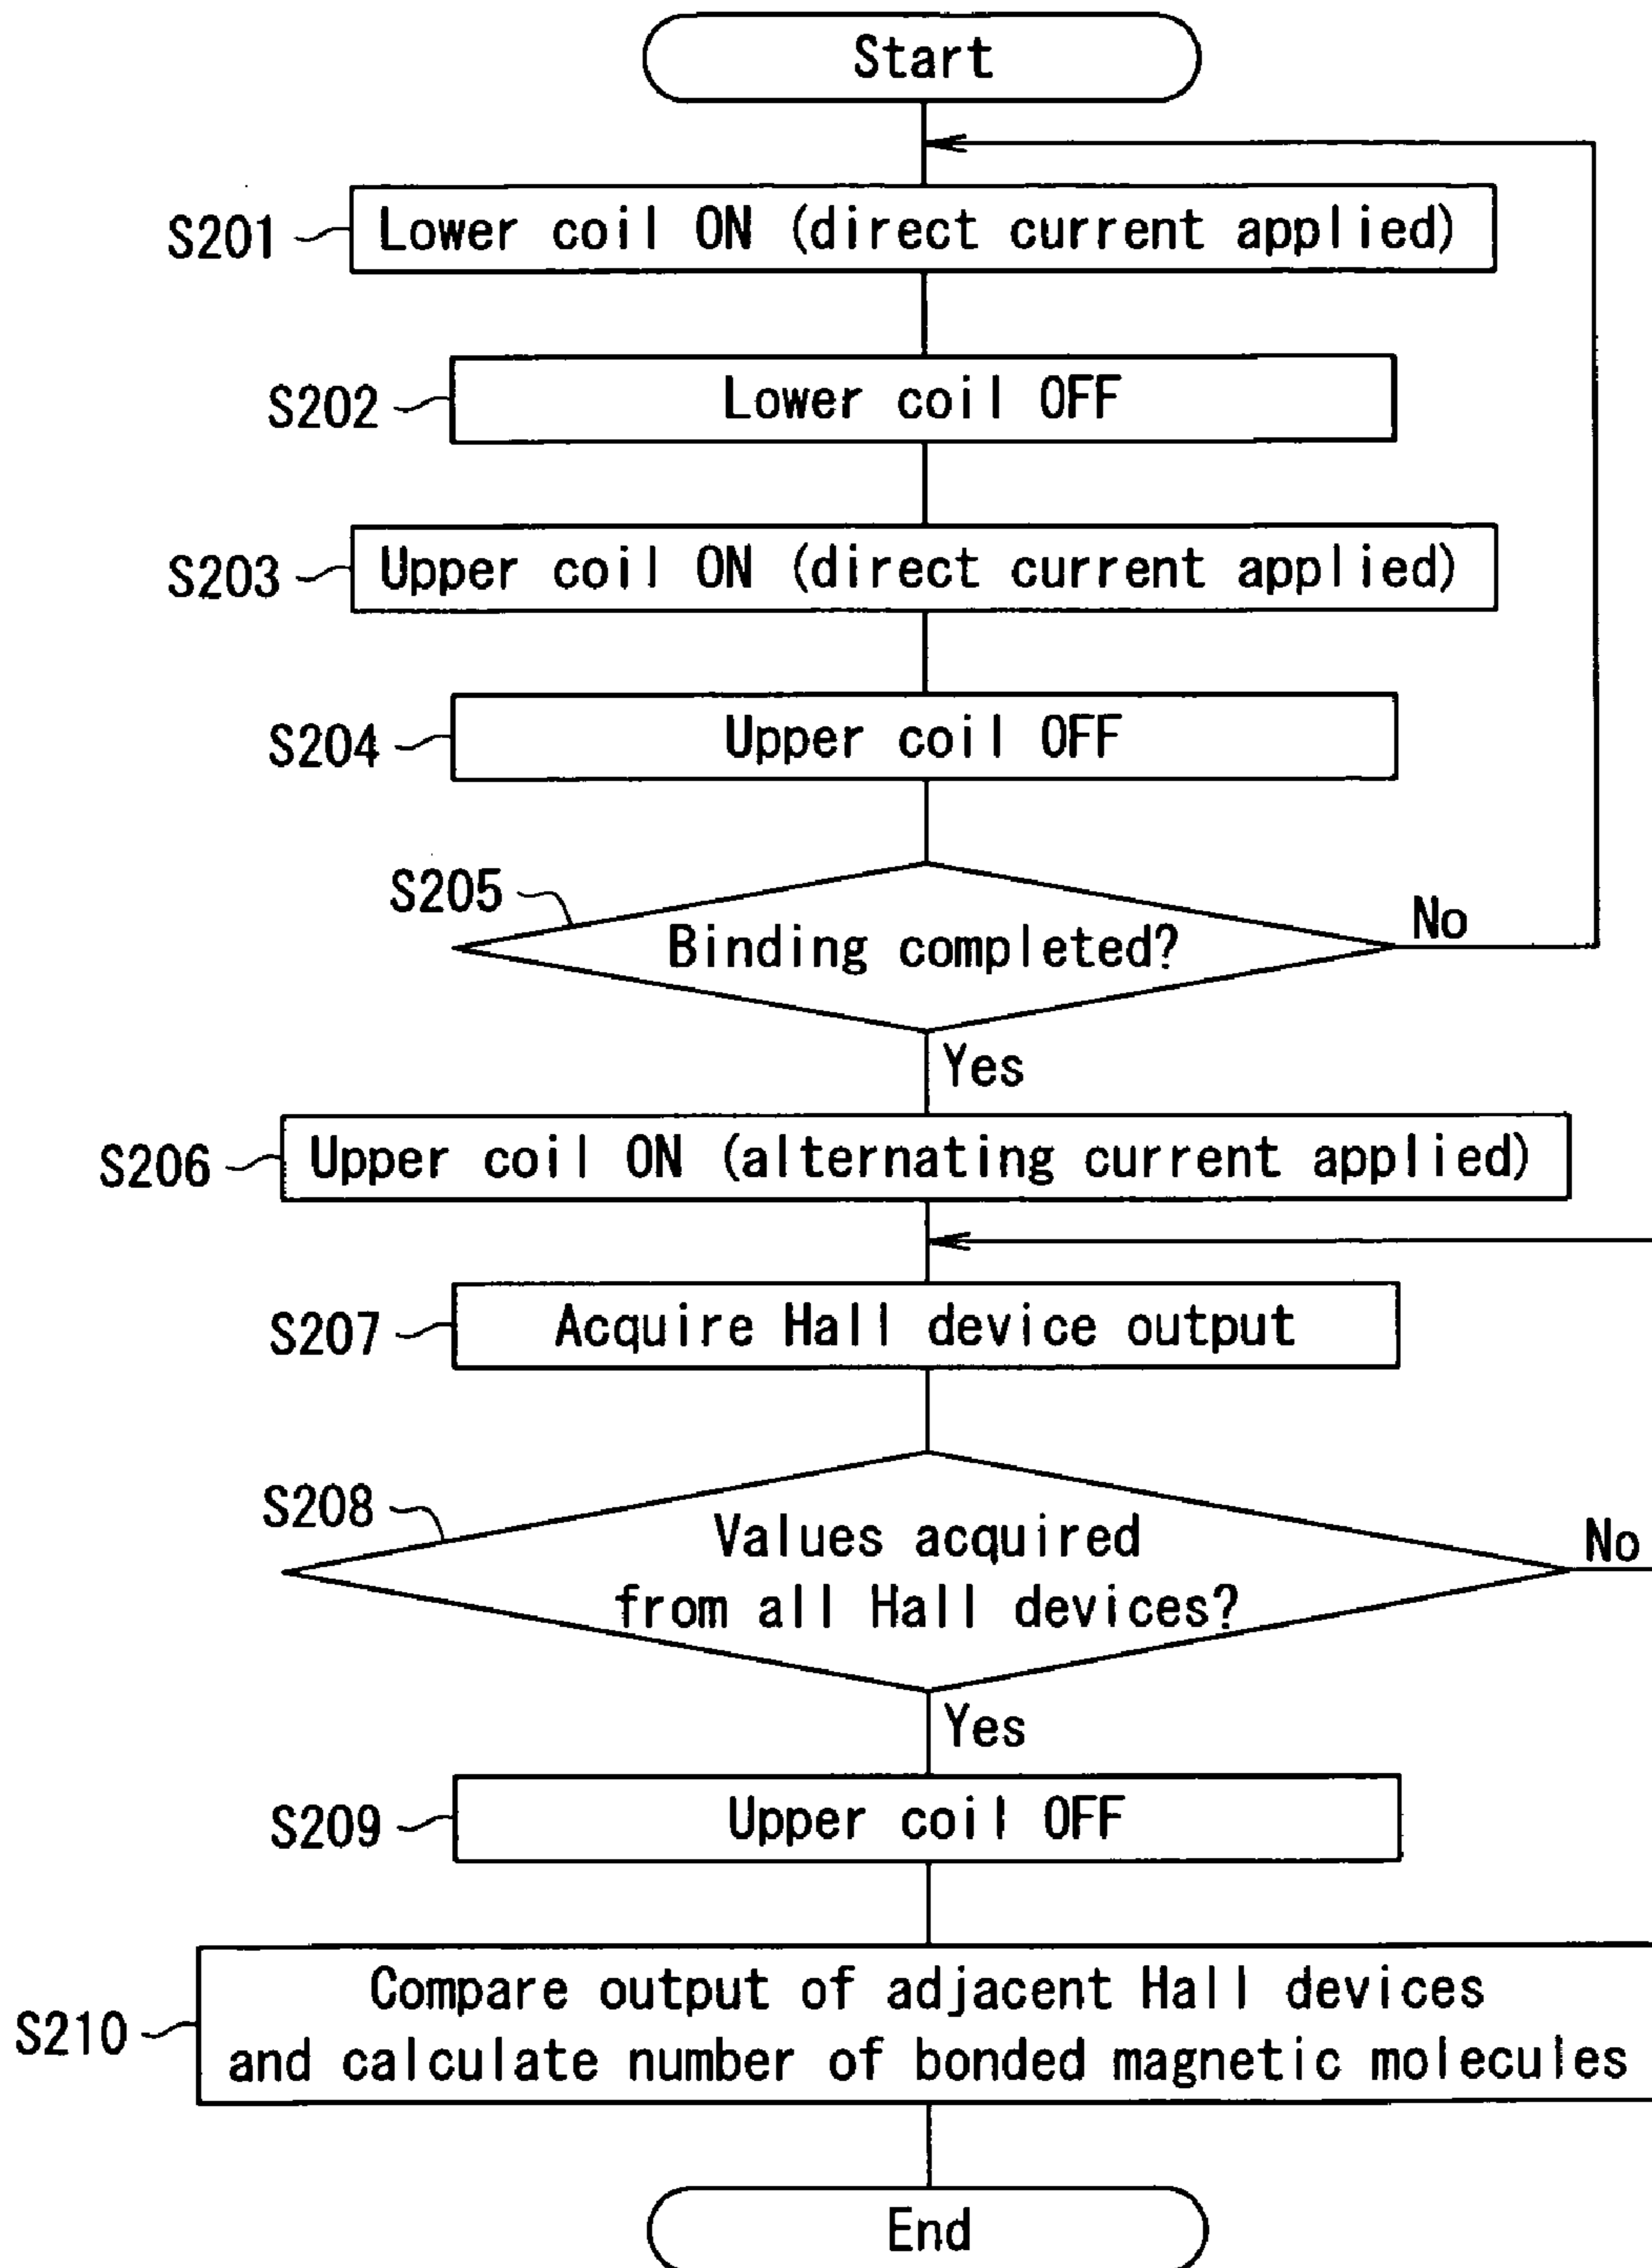 Start
S201
Lower coil ON (direct current applied)
S202
Lower coil OFF
S203
Upper coil ON (direct current applied)
S204
Upper coil OFF
S205
Binding completed?
No
Yes
S206
Upper coil ON (alternating current applied)
S207
Acquire Hall device output
S208
Values acquired
from all Hall devices?
No
Yes
S209
Upper coil OFF
S210
Compare output of adjacent Hall devices
and calculate number of bonded magnetic molecules
End